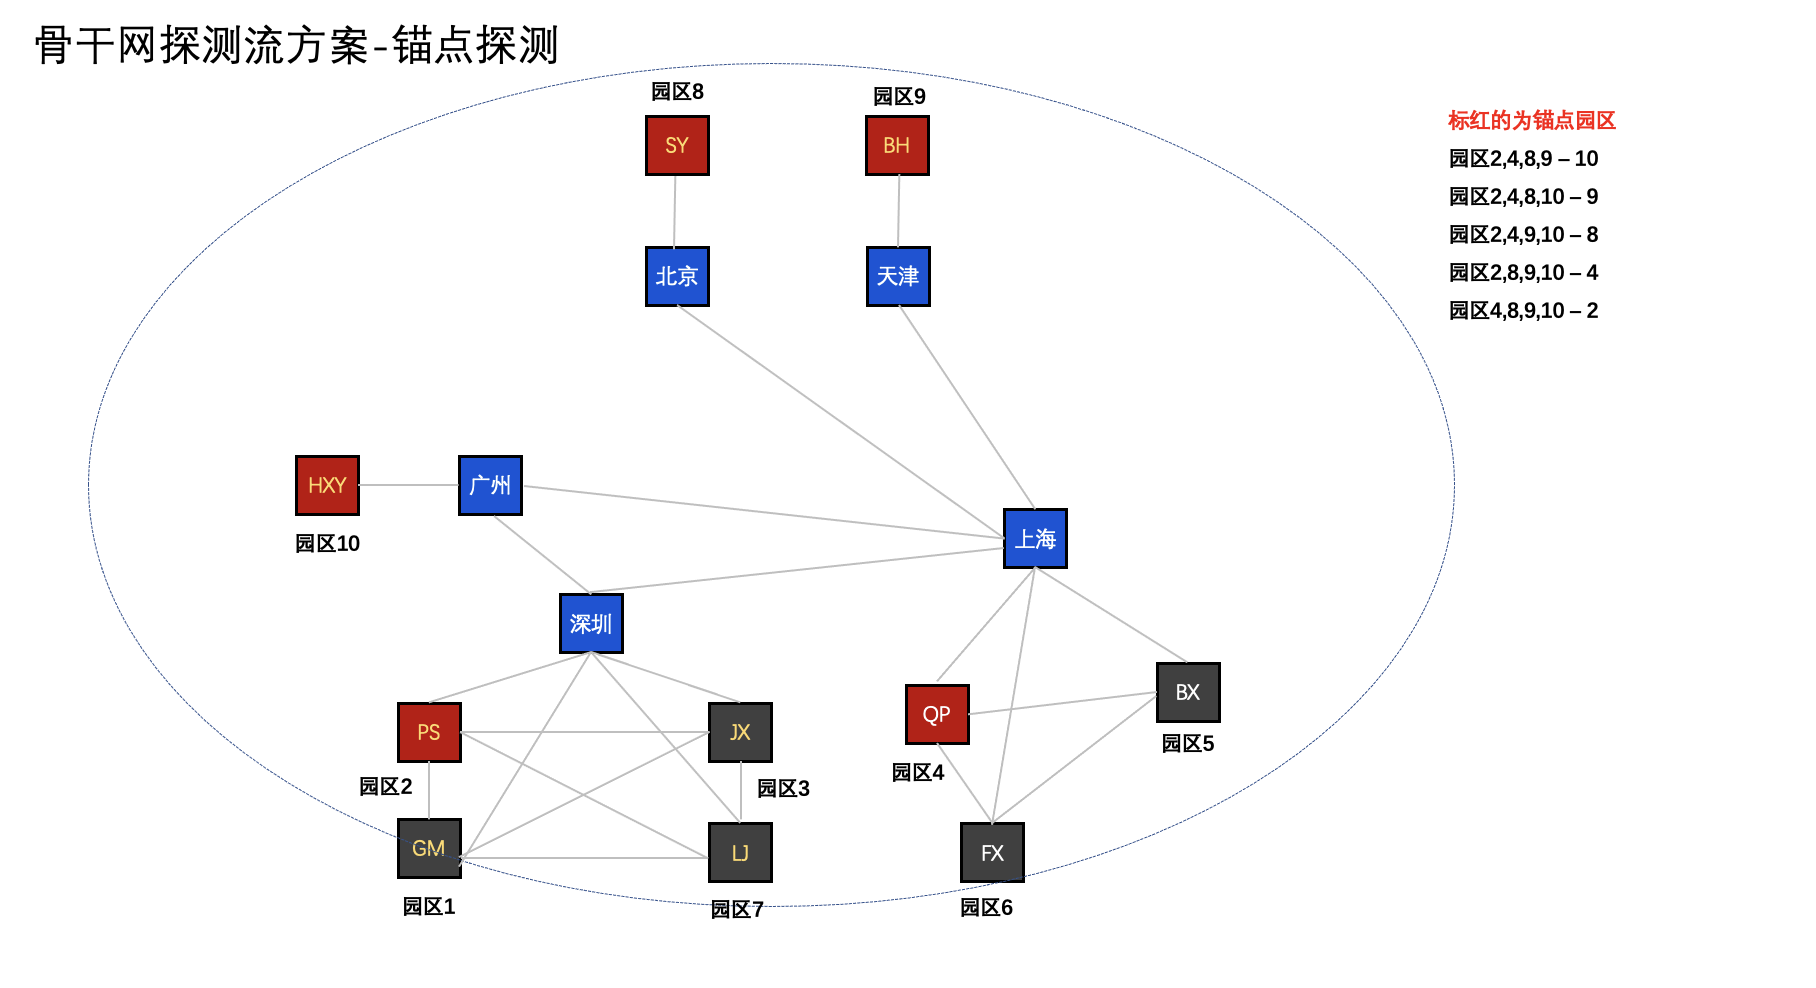 骨干网探测流方案-锚点探测
园区8
园区9
SY
BH
标红的为锚点园区
园区2,4,8,9 – 10
园区2,4,8,10 – 9
园区2,4,9,10 – 8
园区2,8,9,10 – 4
园区4,8,9,10 – 2
北京
天津
HXY
广州
园区10
上海
深圳
PS
JX
QP
BX
园区2
园区3
园区4
园区5
GM
LJ
FX
园区1
园区7
园区6